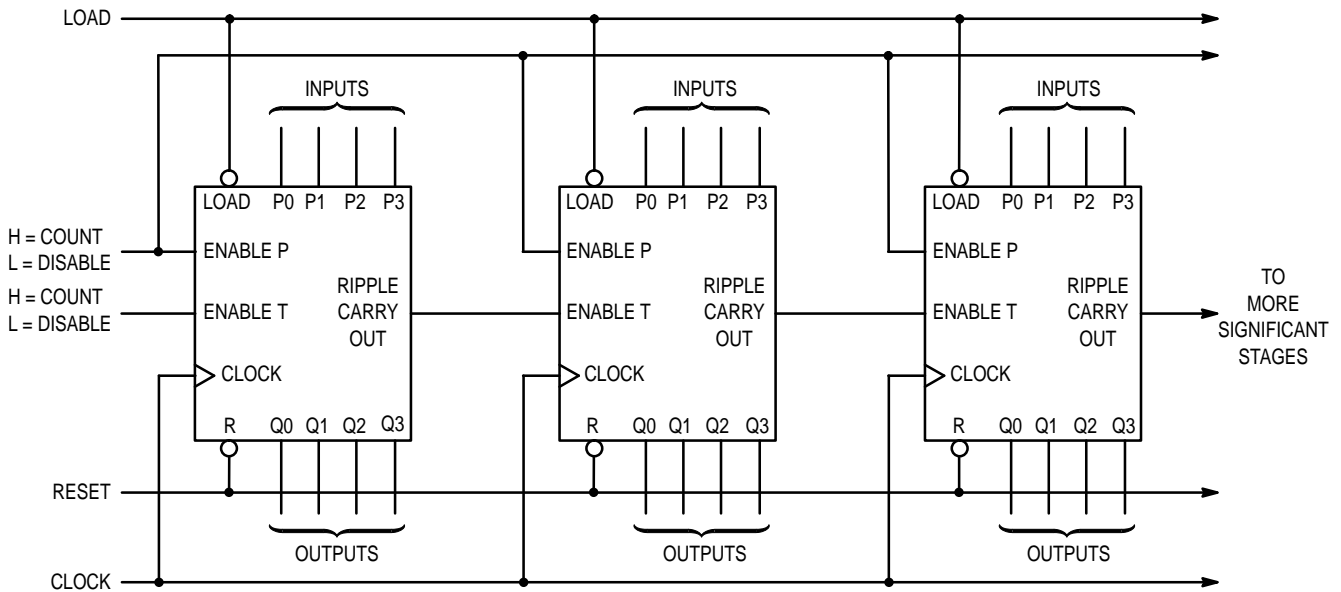 LOAD
INPUTS
INPUTS
INPUTS
LOAD P0 P1 P2 P3
LOAD P0 P1 P2 P3
LOAD P0 P1 P2 P3
H = COUNT
L = DISABLE
ENABLE P
ENABLE P
ENABLE P
H = COUNT
L = DISABLE
ENABLE T
RIPPLE
CARRY
OUT
ENABLE T
RIPPLE
CARRY
OUT
ENABLE T
RIPPLE
CARRY
OUT
TO
MORE
SIGNIFICANT
STAGES
CLOCK
CLOCK
CLOCK
R Q0 Q1 Q2 Q3
R Q0 Q1 Q2 Q3
R Q0 Q1 Q2 Q3
RESET
OUTPUTS
OUTPUTS
OUTPUTS
CLOCK